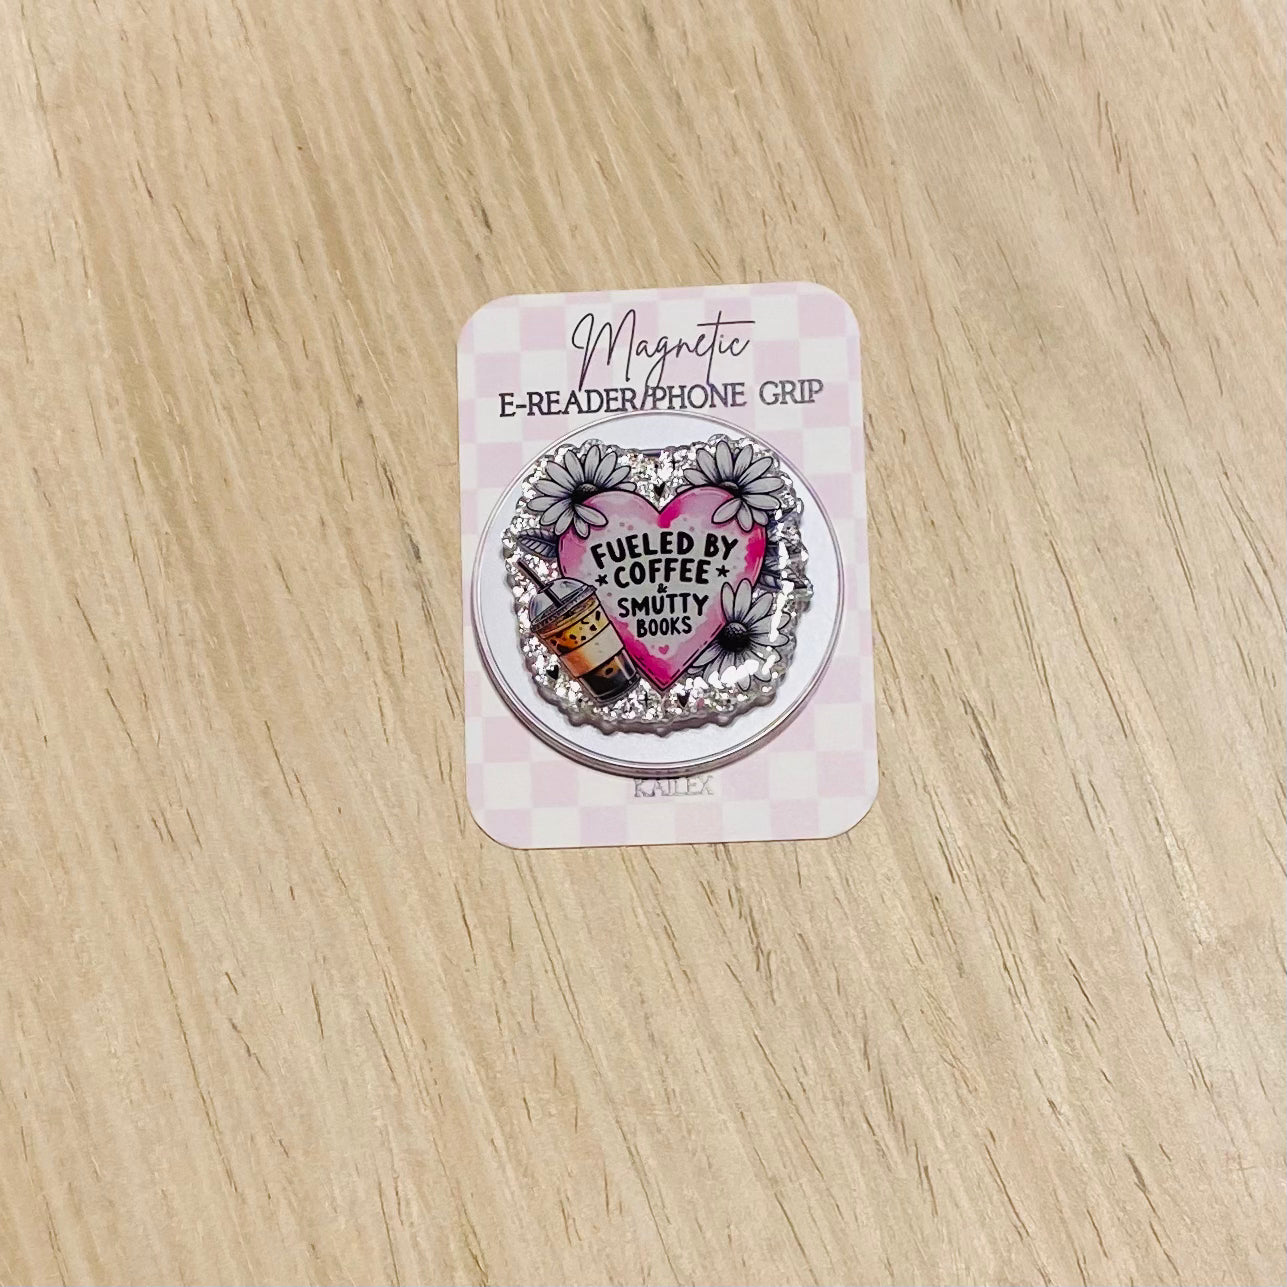 Magnetic
E-READER/PHONE GRIP
FUELED BY
COFFEE
&
SMUTTY
BOOKS
KAILEX